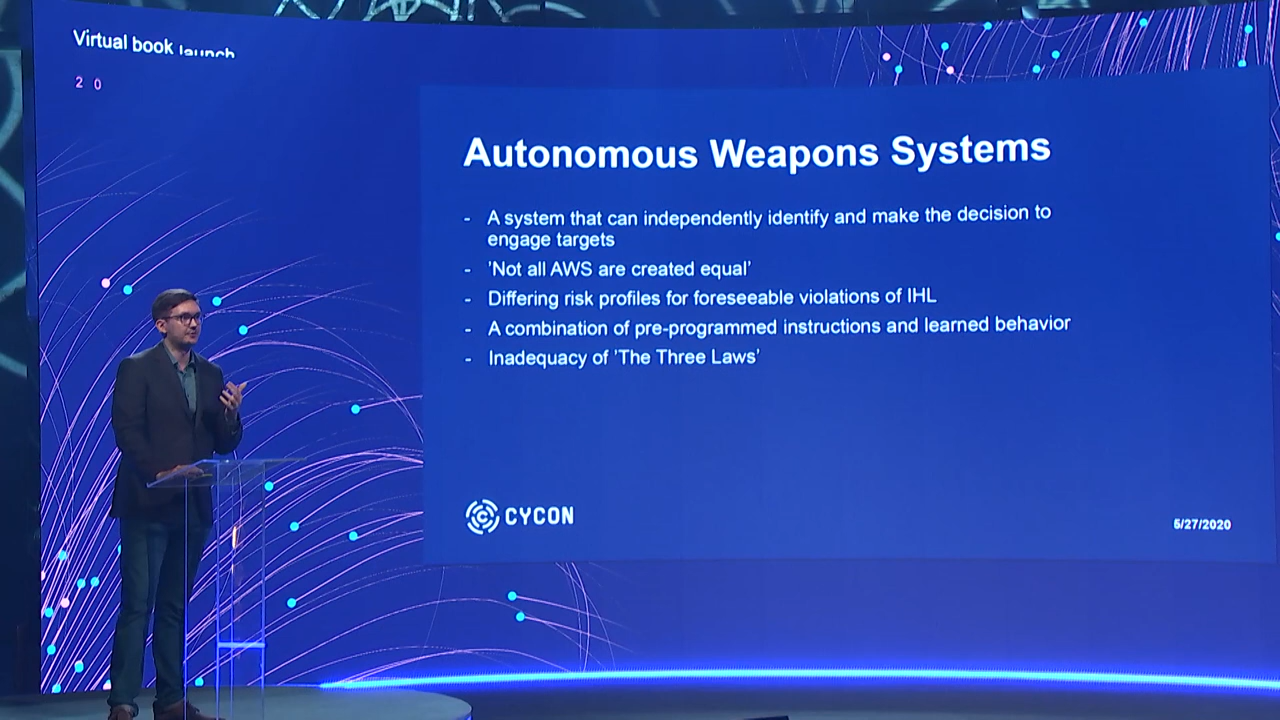 Virtual book launch
2 0
Autonomous Weapons Systems
- A system that can independently identify and make the decision to
engage targets
- 'Not all AWS are created equal'
- Differing risk profiles for foreseeable violations of IHL
- A combination of pre-programmed instructions and learned behavior
- Inadequacy of 'The Three Laws'
CYCON
5/27/2020